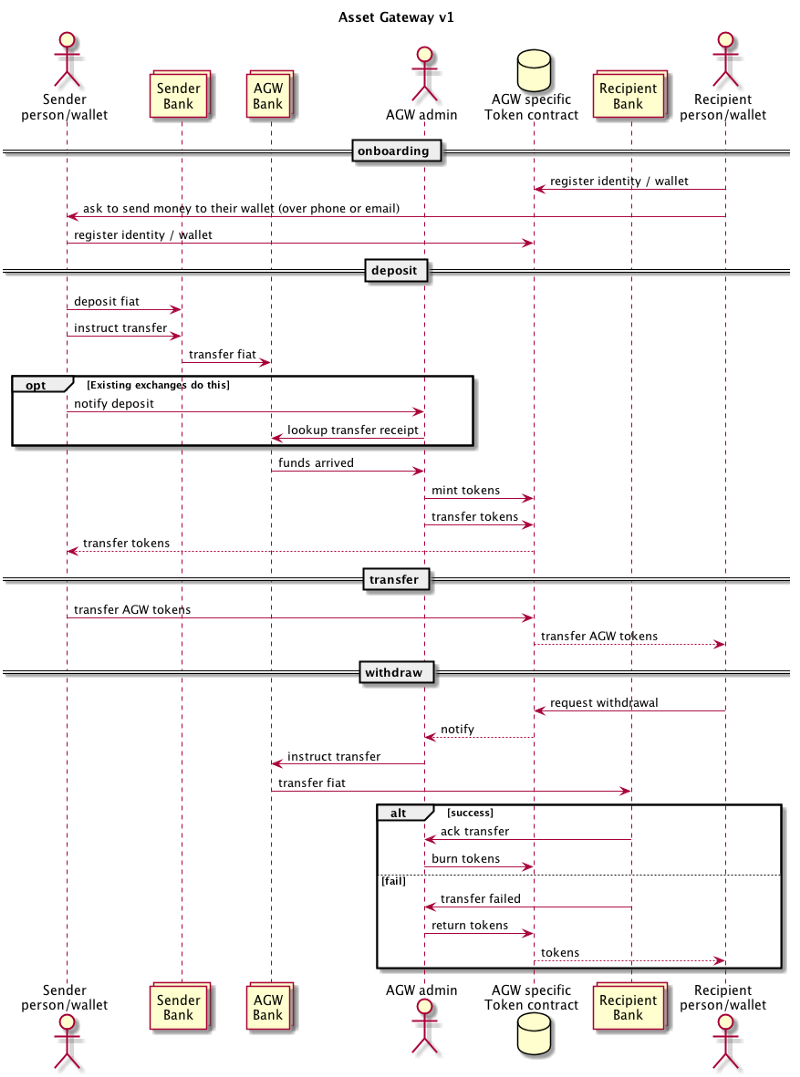 Asset Gateway v1
Sender
person/wallet
Sender
Bank
AGW
Bank
AGW admin
AGW specific
Token contract
Recipient
Bank
Recipient
person/wallet
onboarding
register identity / wallet
ask to send money to their wallet (over phone or email)
register identity / wallet
deposit
deposit fiat
instruct transfer
transfer fiat
opt [Existing exchanges do this]
notify deposit
lookup transfer receipt
funds arrived
mint tokens
transfer tokens
transfer tokens
transfer
transfer AGW tokens
transfer AGW tokens
withdraw
request withdrawal
notify
instruct transfer
transfer fiat
alt [success]
ack transfer
burn tokens
[fail]
transfer failed
return tokens
tokens
Sender
person/wallet
Sender
Bank
AGW
Bank
AGW admin
AGW specific
Token contract
Recipient
Bank
Recipient
person/wallet